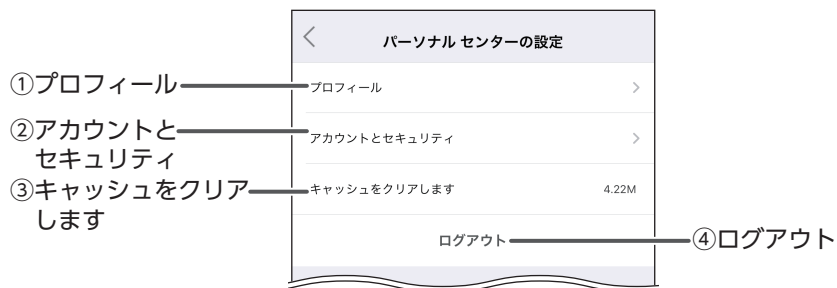 パーソナル センターの設定
①プロフィール
プロフィール
②アカウントと
セキュリティ
アカウントとセキュリティ
③キャッシュをクリア
します
キャッシュをクリアします 4.22M
ログアウト
④ログアウト